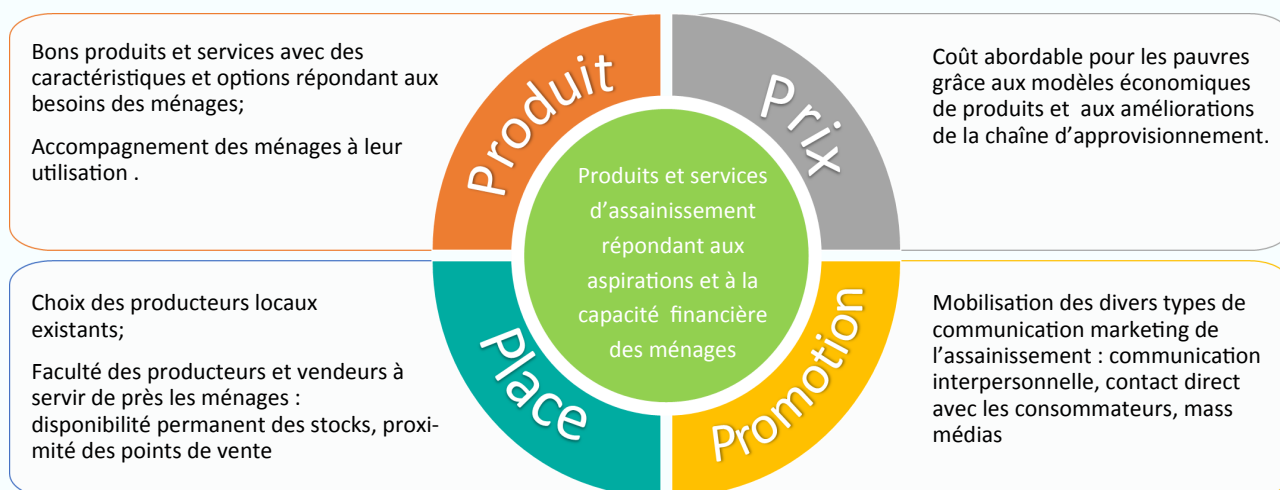 Bons produits et services avec des
caractéristiques et options répondant aux
besoins des ménages;
Accompagnement des ménages à leur
utilisation .
Produit
Prix
Coût abordable pour les pauvres
grâce aux modèles économiques
de produits et  aux améliorations
de la chaîne d’approvisionnement.
Produits et services
d’assainissement
répondant aux
aspirations et à la
capacité  financière
des ménages
Choix des producteurs locaux
existants;
Faculté des producteurs et vendeurs à
servir de près les ménages :
disponibilité permanent des stocks, proxi-
mité des points de vente
Place
Promotion
Mobilisation des divers types de
communication marketing de
l’assainissement : communication
interpersonnelle, contact direct
avec les consommateurs, mass
médias